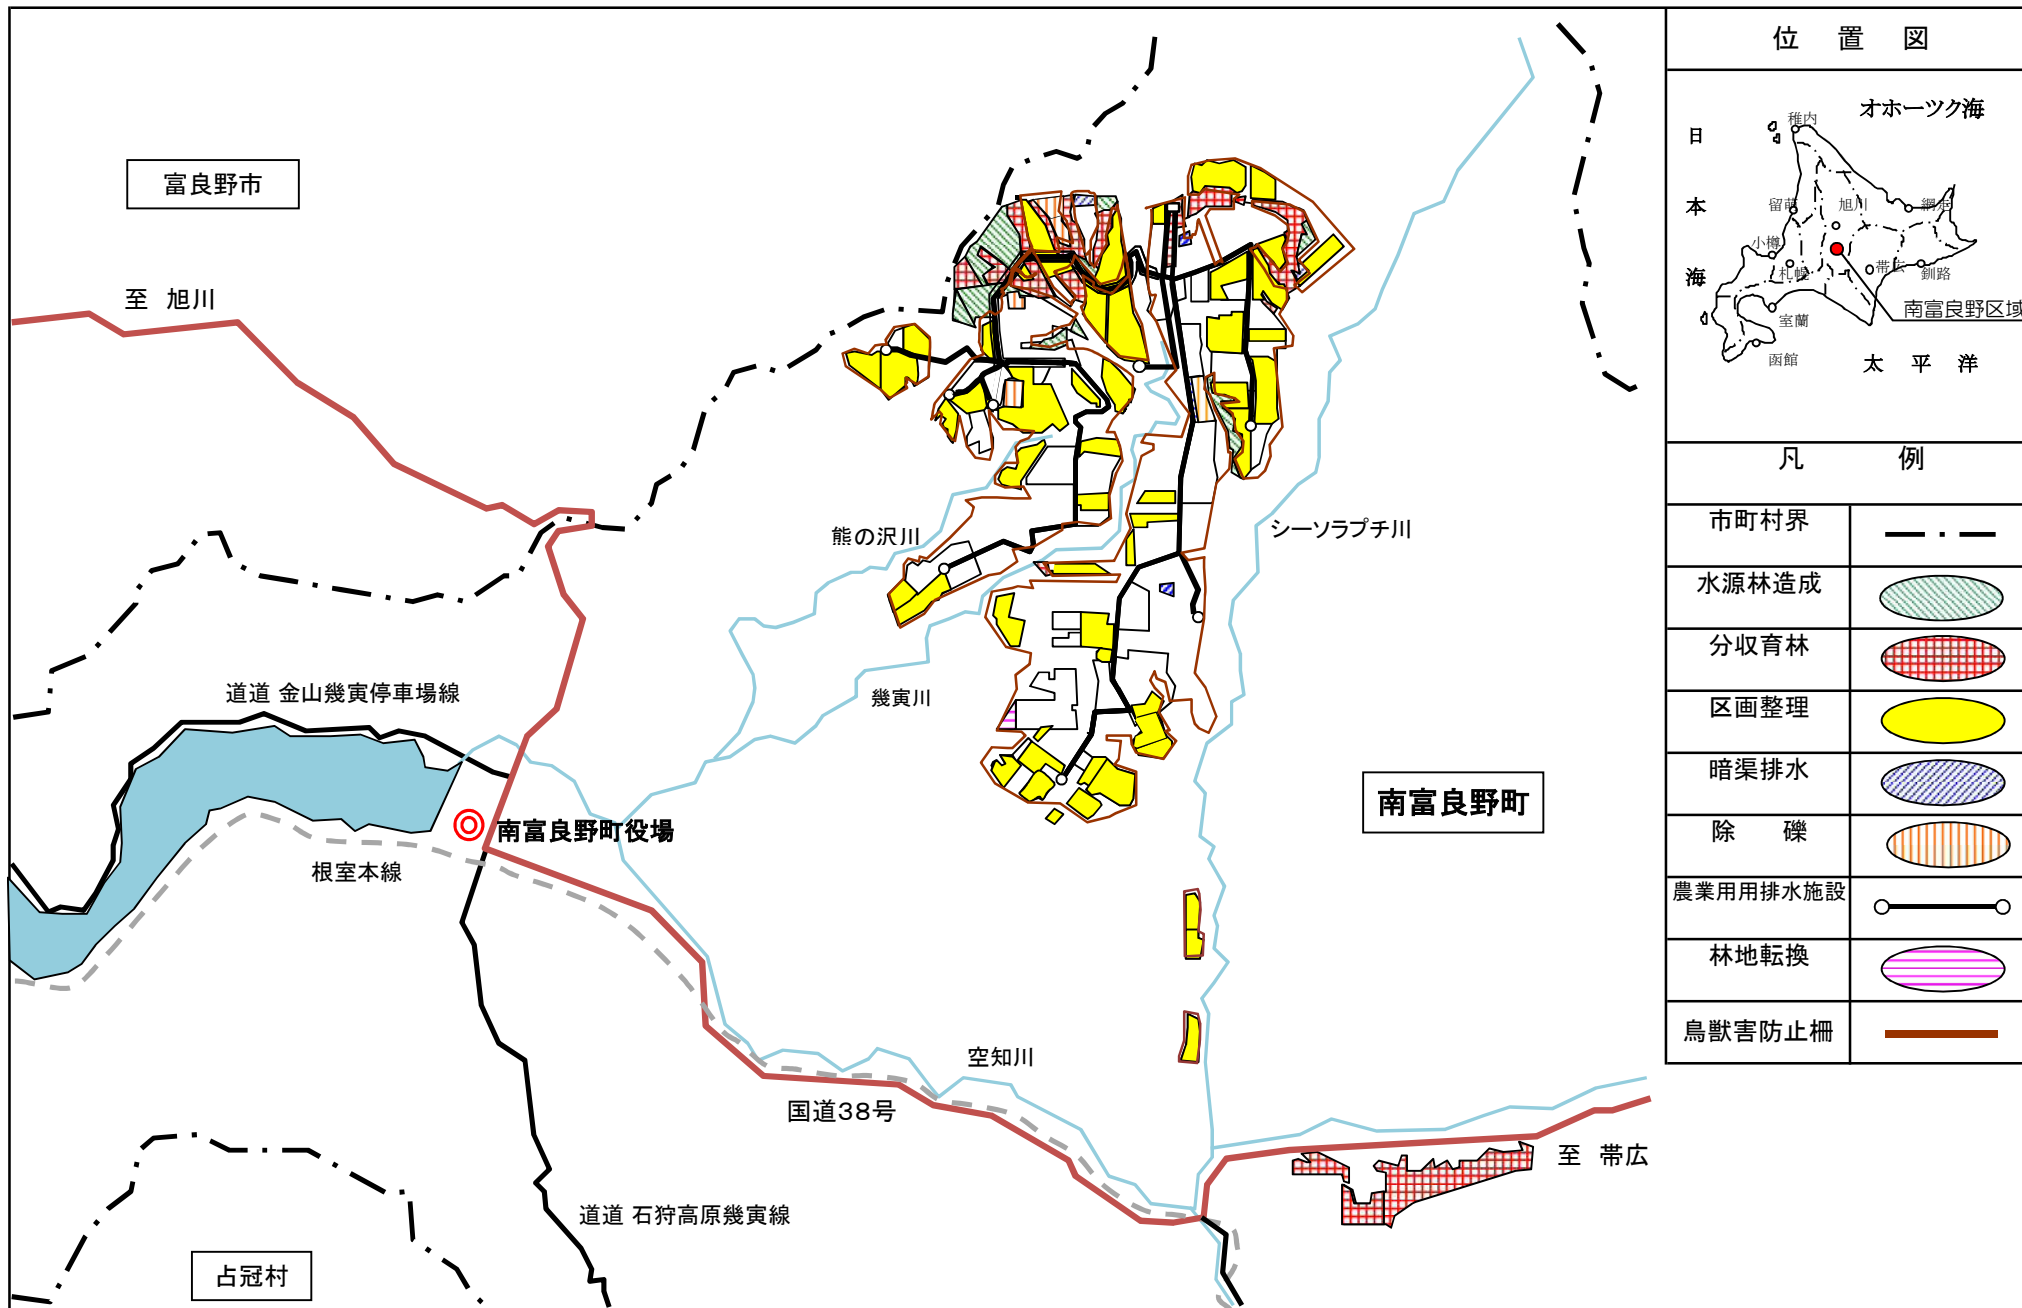 位 置 図
オホーツク海
日本海
稚内
留萌
旭川
網走
小樽
札幌
帯広
釧路
南富良野区域
室蘭
函館
太 平 洋
凡 例
市町村界
水源林造成
分収育林
区画整理
暗渠排水
除 礫
農業用用排水施設
林地転換
鳥獣害防止柵
富良野市
至 旭川
熊の沢川
シーソラプチ川
道道 金山幾寅停車場線
幾寅川
南富良野町
南富良野町役場
根室本線
空知川
国道38号
至 帯広
道道 石狩高原幾寅線
占冠村